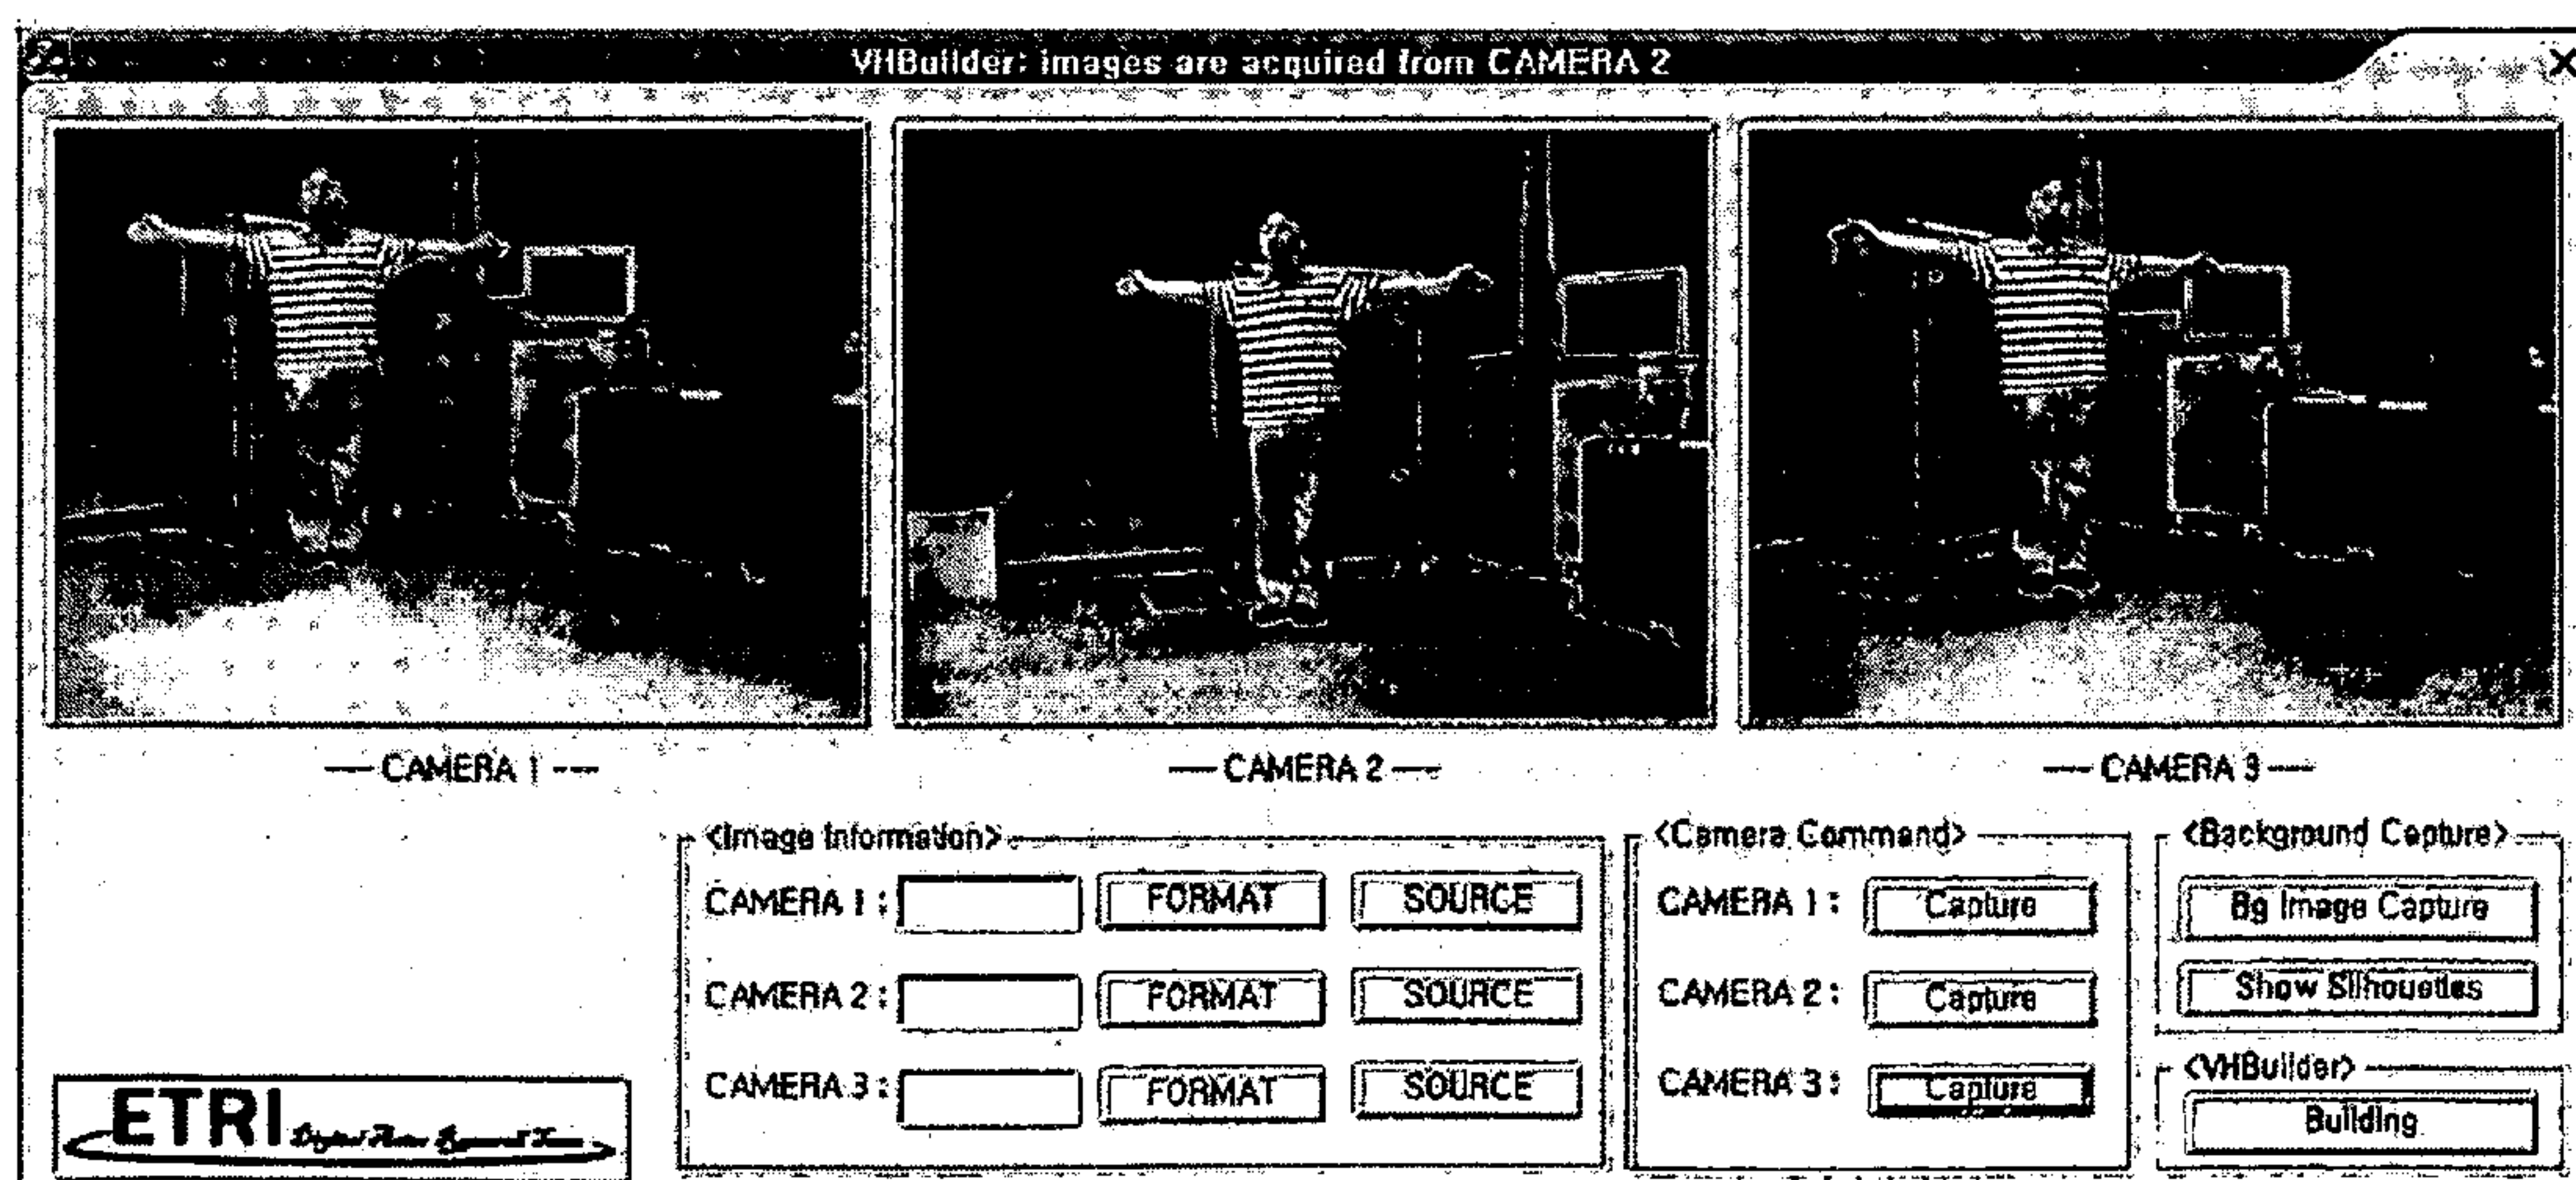 VHBuilder: images are acquired from CAMERA 2
--- CAMERA 1 ---
--- CAMERA 2 ---
--- CAMERA 3 ---
<Image Information>
CAMERA 1 : FORMAT SOURCE
CAMERA 2 : FORMAT SOURCE
CAMERA 3 : FORMAT SOURCE
<Camera Command>
CAMERA 1 : Capture
CAMERA 2 : Capture
CAMERA 3 : Capture
<Background Capture>
Bg Image Capture
Show Silhouettes
<VHBuilder>
Building
ETRI